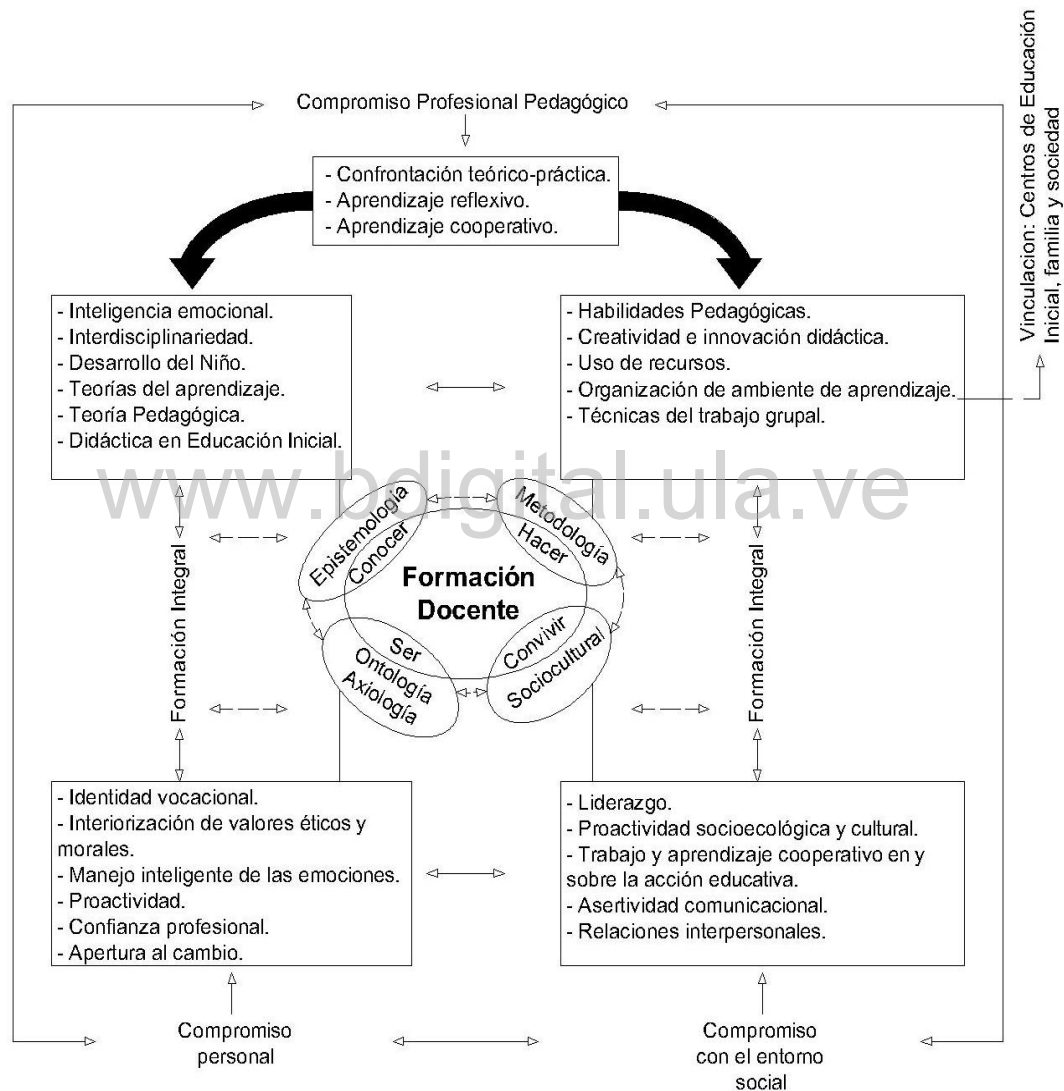 Compromiso Profesional Pedagógico
- Confrontación teórico-práctica.
- Aprendizaje reflexivo.
- Aprendizaje cooperativo.
Vinculacion: Centros de Educación
Inicial, familia y sociedad
- Inteligencia emocional.
- Interdisciplinariedad.
- Desarrollo del Niño.
- Teorías del aprendizaje.
- Teoría Pedagógica.
- Didáctica en Educación Inicial.
- Habilidades Pedagógicas.
- Creatividad e innovación didáctica.
- Uso de recursos.
- Organización de ambiente de aprendizaje.
- Técnicas del trabajo grupal.
www.bdigital.ula.ve
Epistemología
Conocer
Metodología
Hacer
Formación
Docente
Ser
Ontología
Axiología
Convivir
Sociocultural
Formación Integral
Formación Integral
- Identidad vocacional.
- Interiorización de valores éticos y
morales.
- Manejo inteligente de las emociones.
- Proactividad.
- Confianza profesional.
- Apertura al cambio.
- Liderazgo.
- Proactividad socioecológica y cultural.
- Trabajo y aprendizaje cooperativo en y
sobre la acción educativa.
- Asertividad comunicacional.
- Relaciones interpersonales.
Compromiso
personal
Compromiso
con el entorno
social